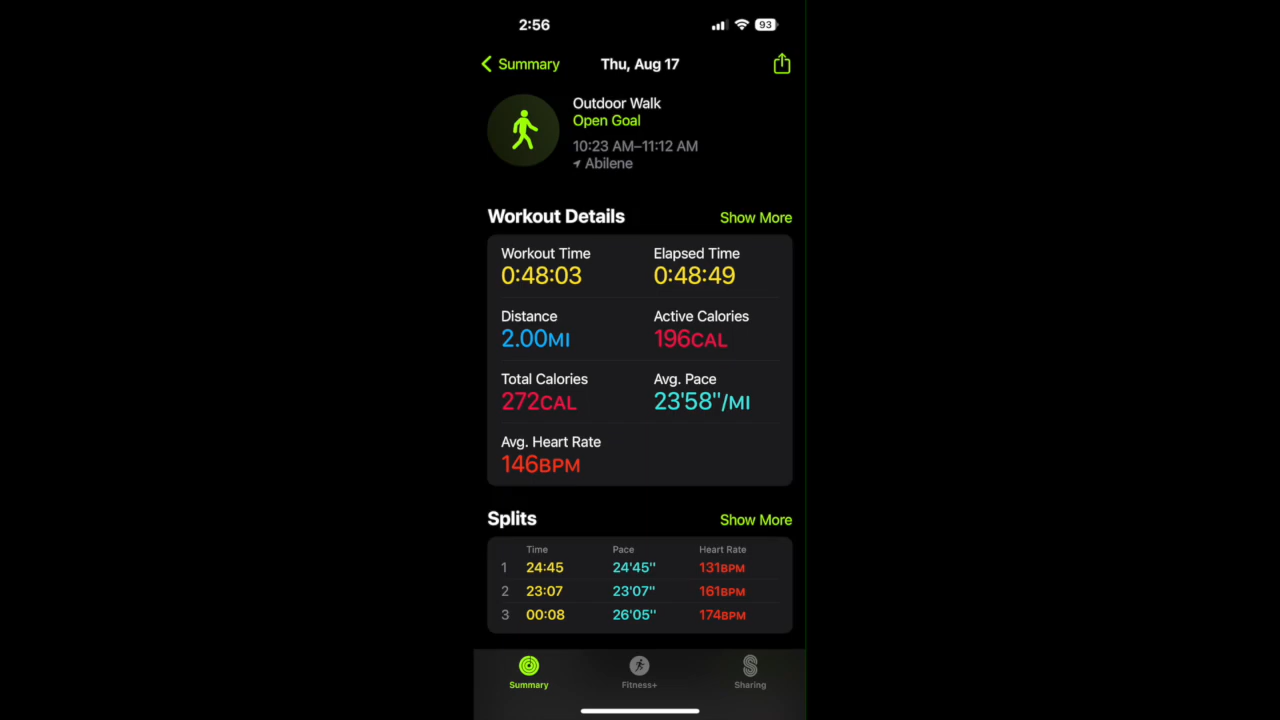 2:56 93
Summary Thu, Aug 17
Outdoor Walk
Open Goal
10:23 AM–11:12 AM
Abilene
Workout Details Show More
Workout Time Elapsed Time
0:48:03 0:48:49
Distance Active Calories
2.00MI 196CAL
Total Calories Avg. Pace
272CAL 23'58"/MI
Avg. Heart Rate
146BPM
Splits Show More
Time Pace Heart Rate
1 24:45 24'45" 131BPM
2 23:07 23'07" 161BPM
3 00:08 26'05" 174BPM
Summary Fitness+ Sharing